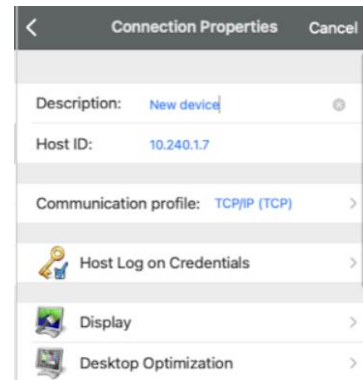 Connection Properties Cancel
Description: New device
Host ID: 10.240.1.7
Communication profile: TCP/IP (TCP)
Host Log on Credentials
Display
Desktop Optimization